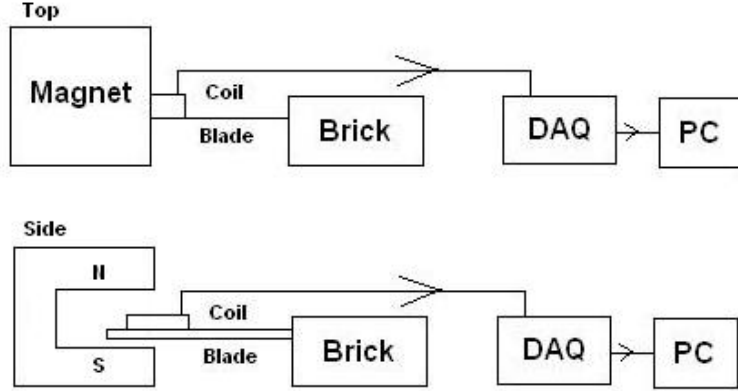 Top
Magnet
Coil
Blade
Brick
DAQ
PC
Side
N
S
Coil
Blade
Brick
DAQ
PC